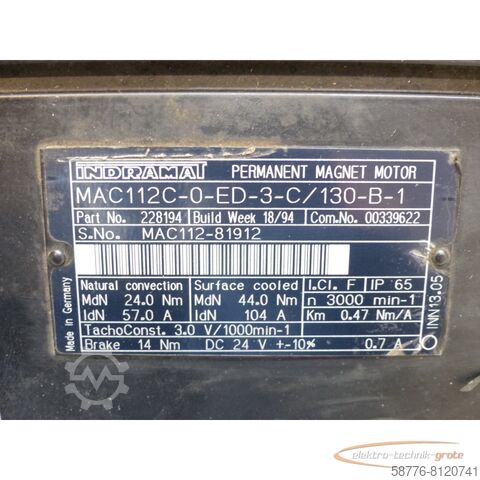 INDRAMAT PERMANENT MAGNET MOTOR
MAC112C-0-ED-3-C/130-B-1
Part No. 228194 Build Week 18/94 Com.No. 00339622
S.No. MAC112-81912
Natural convection Surface cooled I.Cl. F IP 65
MdN 24.0 Nm MdN 44.0 Nm n 3000 min-1
IdN 57.0 A IdN 104 A Km 0.47 Nm/A
TachoConst. 3.0 V/1000min-1
Brake 14 Nm DC 24 V +-10% 0.7 A
Made in Germany
INN13.05
elektro-technik-grote
58776-8120741